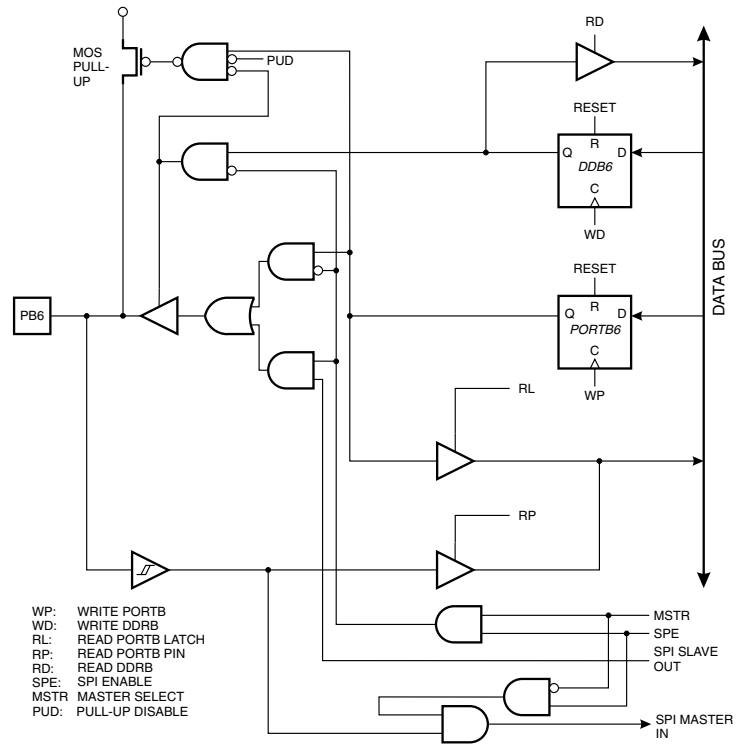 RD
MOS
PULL-
UP
PUD
RESET
R
Q
D
DDB6
C
WD
DATA BUS
RESET
R
Q
D
PORTB6
C
WP
PB6
RL
RP
MSTR
SPE
SPI SLAVE
OUT
SPI MASTER
IN
WP: WRITE PORTB
WD: WRITE DDRB
RL: READ PORTB LATCH
RP: READ PORTB PIN
RD: READ DDRB
SPE: SPI ENABLE
MSTR MASTER SELECT
PUD: PULL-UP DISABLE